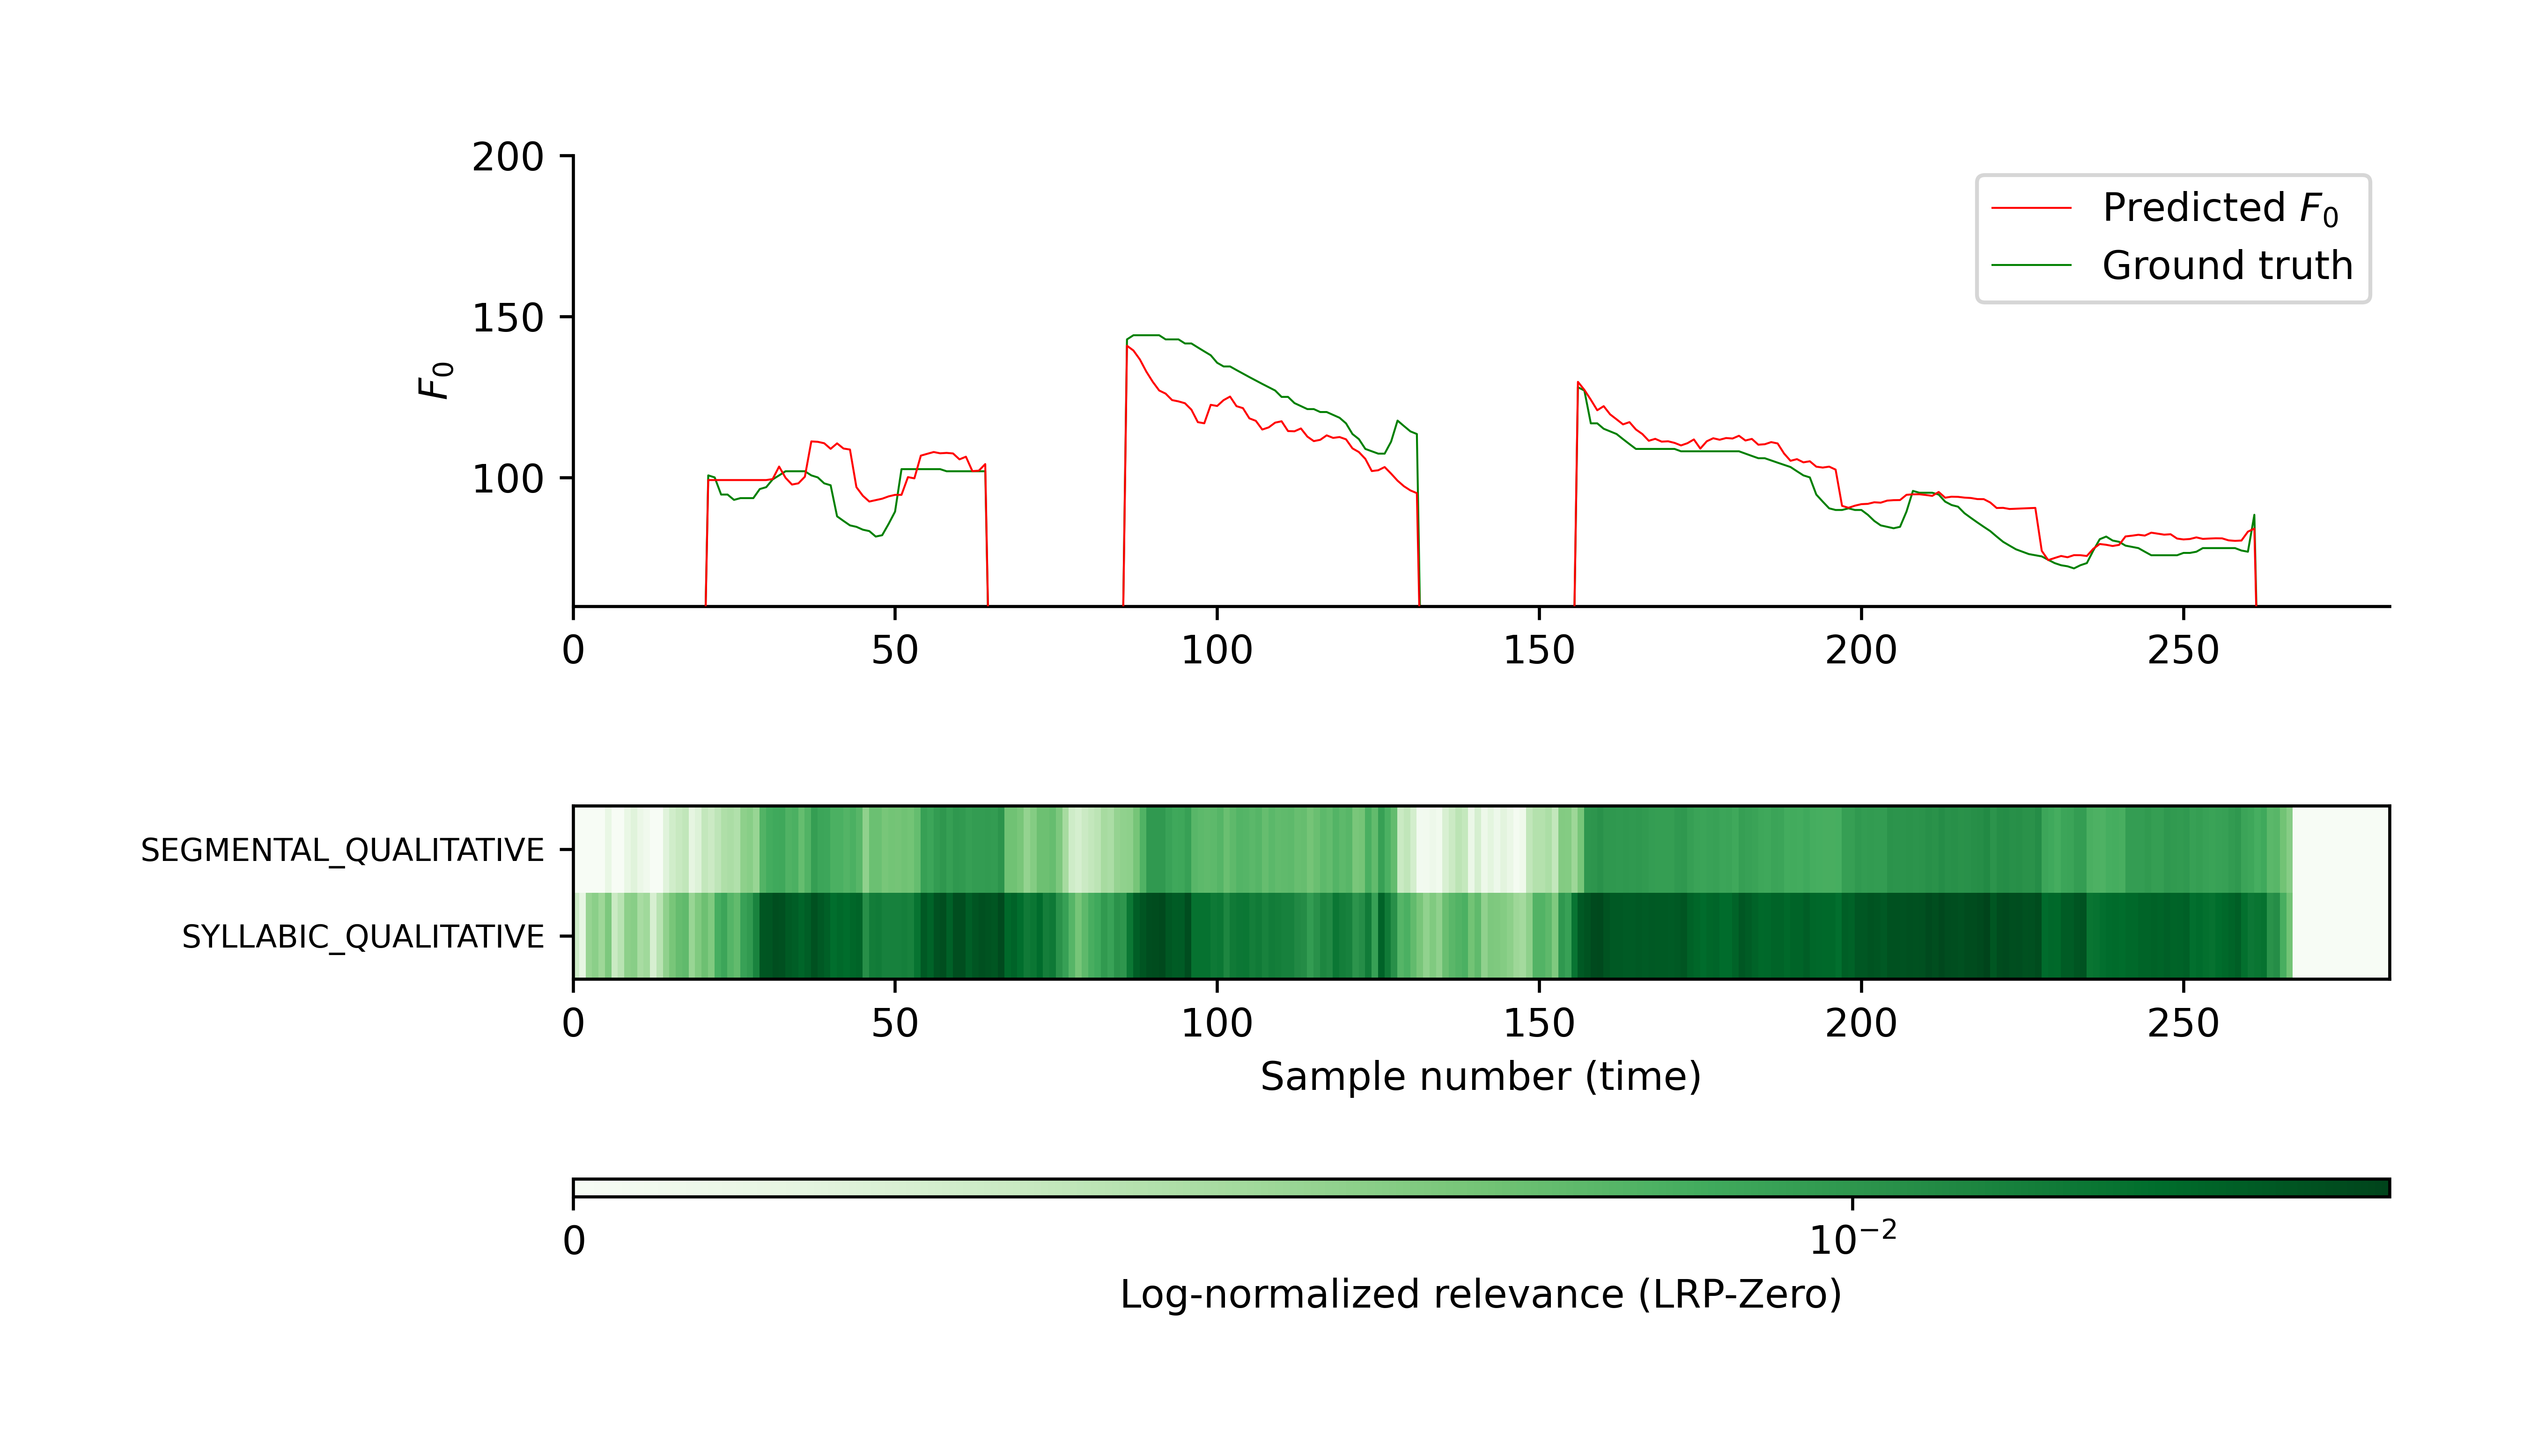 200
150
100
F₀
Predicted F₀
Ground truth
0 50 100 150 200 250
SEGMENTAL_QUALITATIVE
SYLLABIC_QUALITATIVE
0 50 100 150 200 250
Sample number (time)
0 10⁻²
Log-normalized relevance (LRP-Zero)